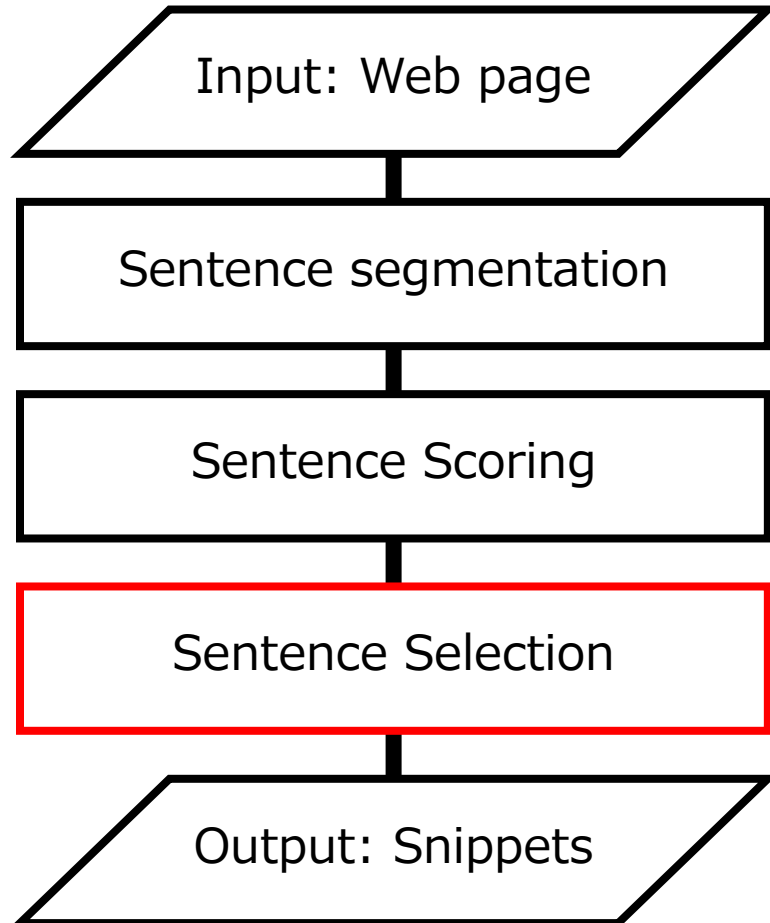 Input: Web page
Sentence segmentation
Sentence Scoring
Sentence Selection
Output: Snippets